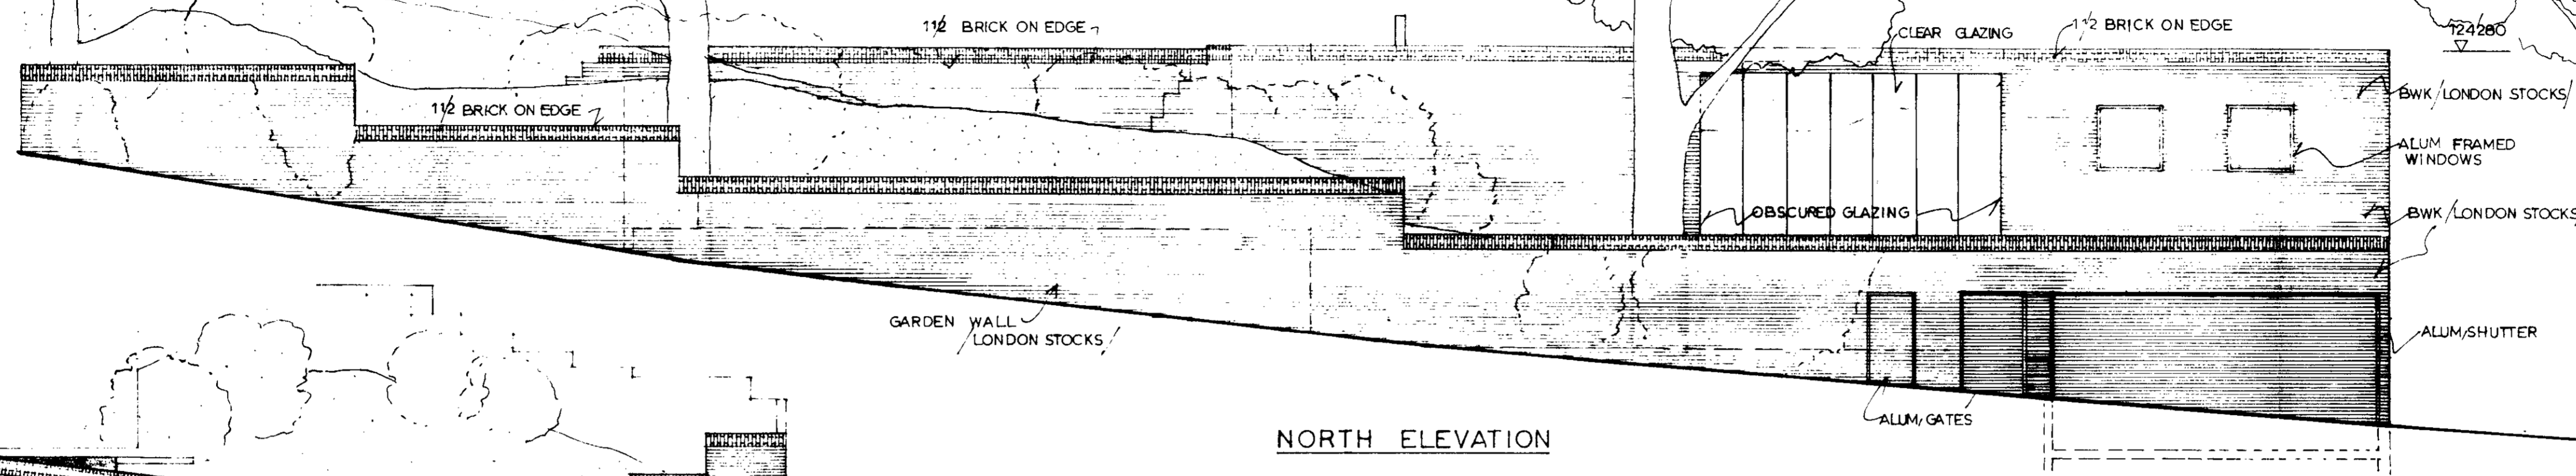 1½ BRICK ON EDGE
CLEAR GLAZING
1½ BRICK ON EDGE
124280
BWK/LONDON STOCKS/
1½ BRICK ON EDGE
ALUM FRAMED
WINDOWS
OBSCURED GLAZING
BWK/LONDON STOCKS
GARDEN WALL
/LONDON STOCKS/
ALUM/SHUTTER
ALUM/GATES
NORTH ELEVATION